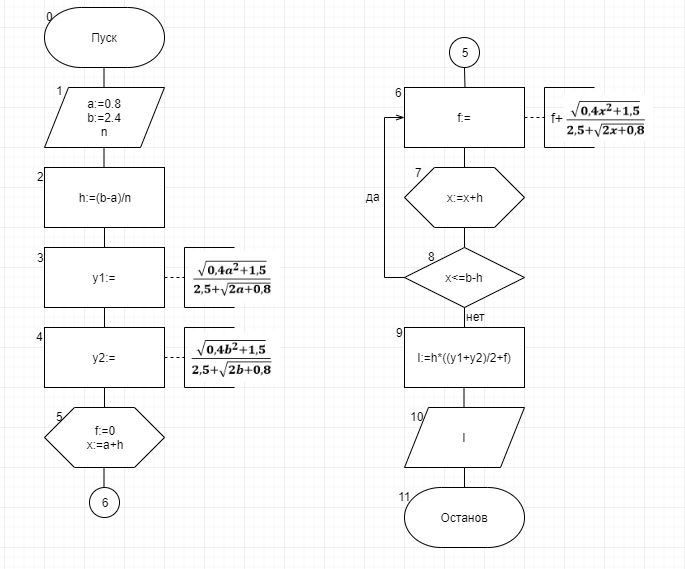 0
Пуск
1
a:=0.8
b:=2.4
n
2
h:=(b-a)/n
3
y1:=
√0,4a²+1,5
2,5+√2a+0,8
4
y2:=
√0,4b²+1,5
2,5+√2b+0,8
5
f:=0
x:=a+h
6
5
6
f:=
f+
√0,4x²+1,5
2,5+√2x+0,8
7
x:=x+h
да
8
x<=b-h
нет
9
I:=h*((y1+y2)/2+f)
10
I
11
Останов